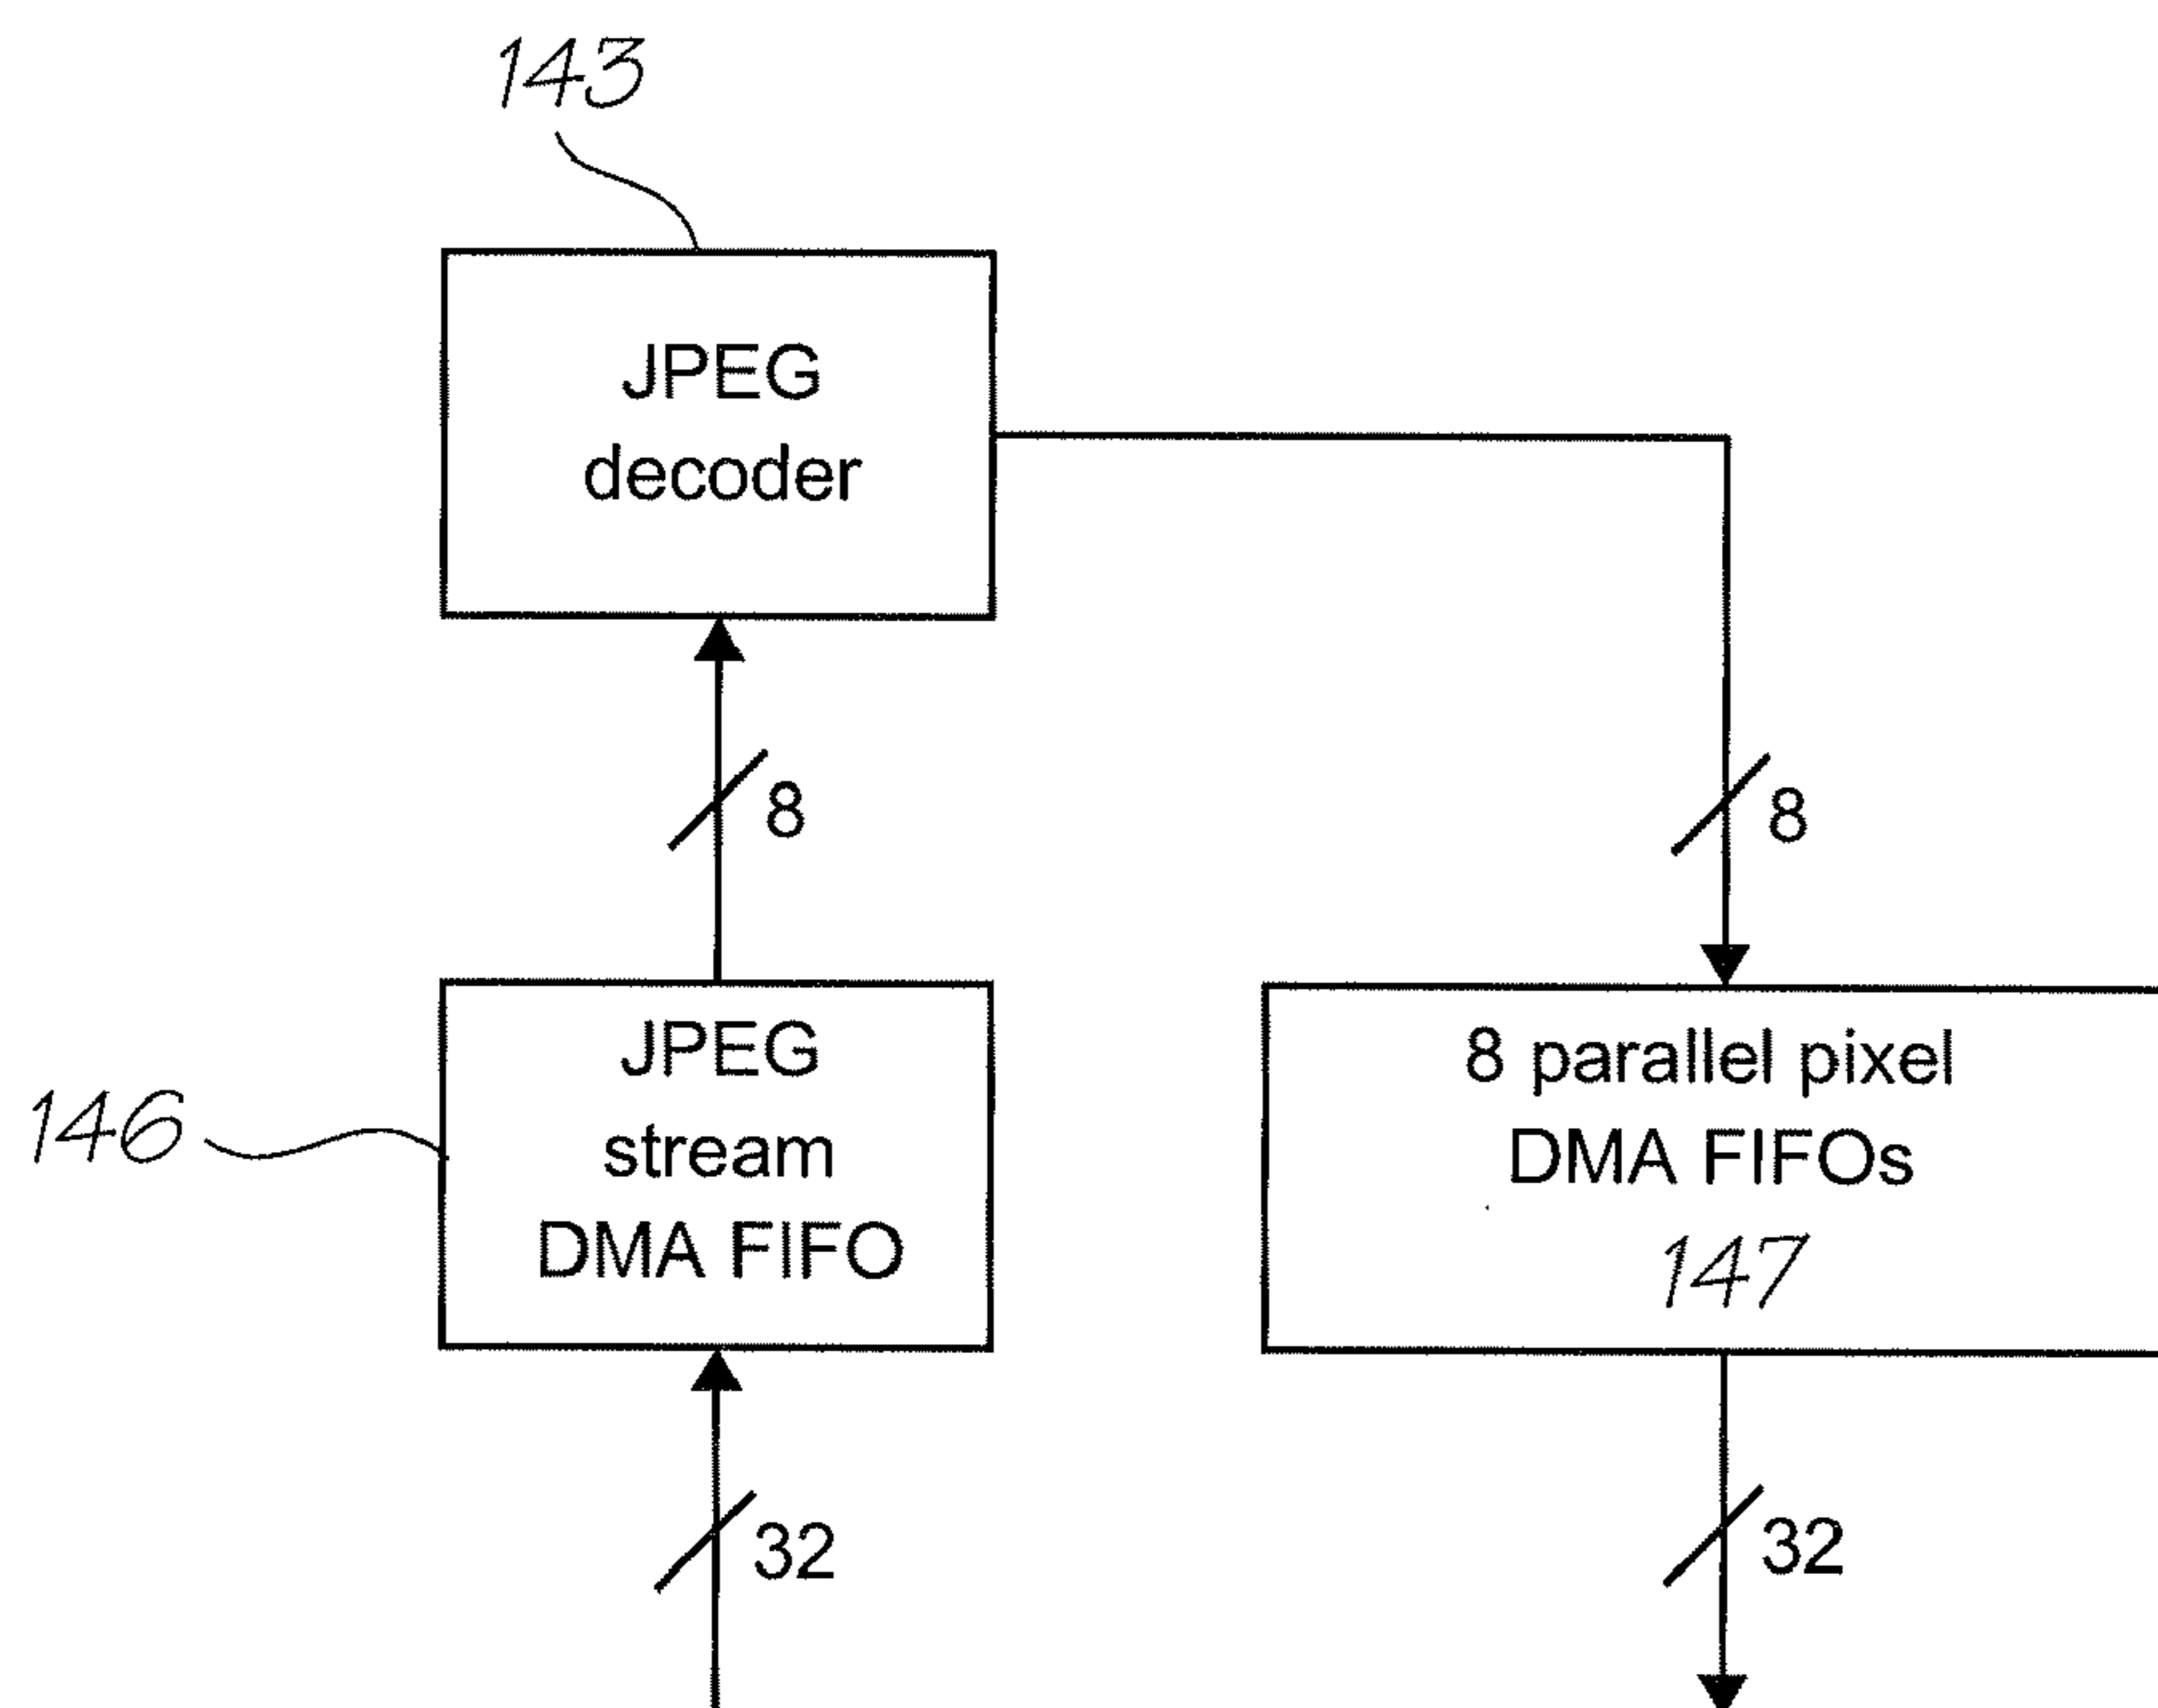 143
JPEG
decoder
8
8
JPEG
stream
DMA FIFO
146
8 parallel pixel
DMA FIFOs
147
32
32